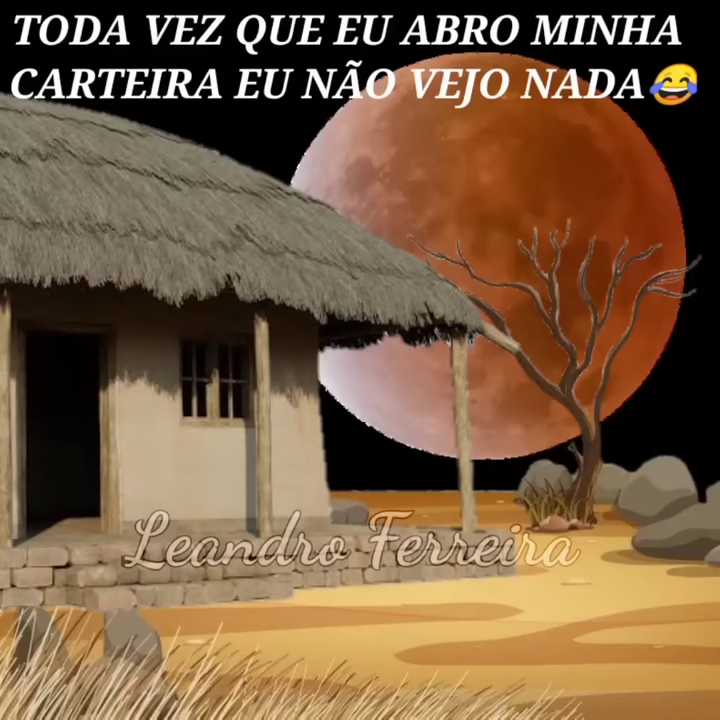 TODA VEZ QUE EU ABRO MINHA
CARTEIRA EU NÃO VEJO NADA😂
Leandro Ferreira